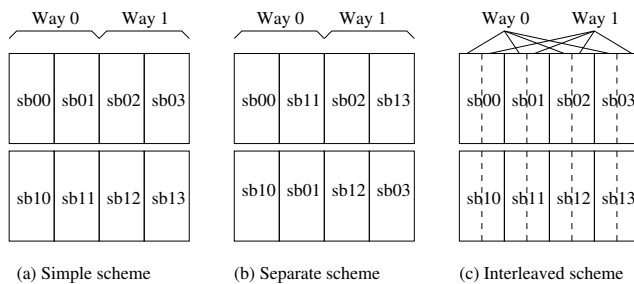 Way 0 Way 1 Way 0 Way 1 Way 0 Way 1
sb00 sb01 sb02 sb03 sb00 sb11 sb02 sb13 sb00 sb01 sb02 sb03
sb10 sb11 sb12 sb13 sb10 sb01 sb12 sb03 sb10 sb11 sb12 sb13
(a) Simple scheme (b) Separate scheme (c) Interleaved scheme